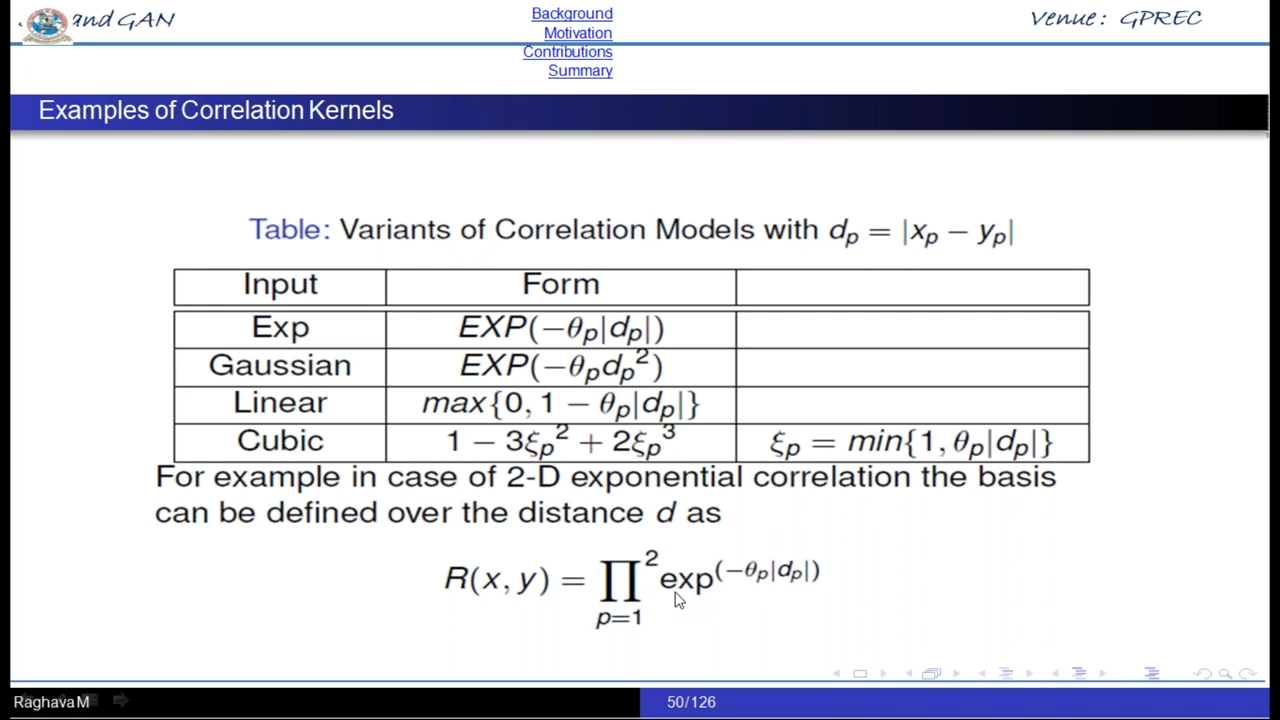 and GAN
Background
Motivation
Contributions
Summary
Venue: GPREC
Examples of Correlation Kernels
Table: Variants of Correlation Models with dₚ = |xₚ − yₚ|
Input Form
Exp EXP(−θₚ|dₚ|)
Gaussian EXP(−θₚdₚ²)
Linear max{0, 1 − θₚ|dₚ|}
Cubic 1 − 3ξₚ² + 2ξₚ³ ξₚ = min{1, θₚ|dₚ|}
For example in case of 2-D exponential correlation the basis
can be defined over the distance d as
R(x, y) = ∏ₚ₌₁² exp^(−θₚ|dₚ|)
Raghava M
50/126